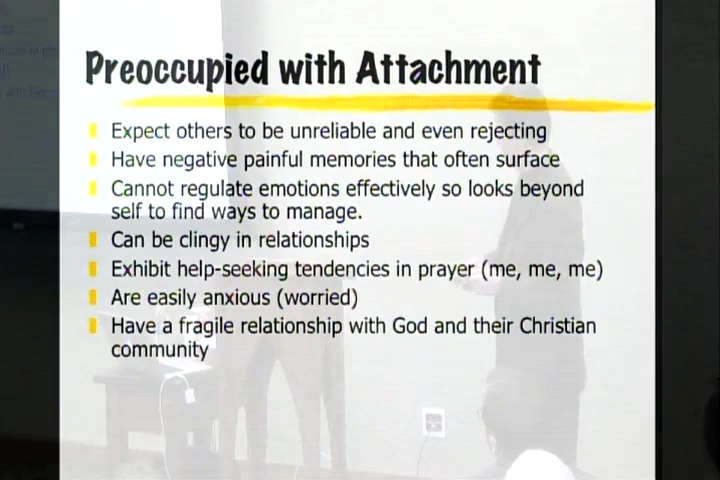 Preoccupied with Attachment
Expect others to be unreliable and even rejecting
Have negative painful memories that often surface
Cannot regulate emotions effectively so looks beyond
self to find ways to manage.
Can be clingy in relationships
Exhibit help-seeking tendencies in prayer (me, me, me)
Are easily anxious (worried)
Have a fragile relationship with God and their Christian
community